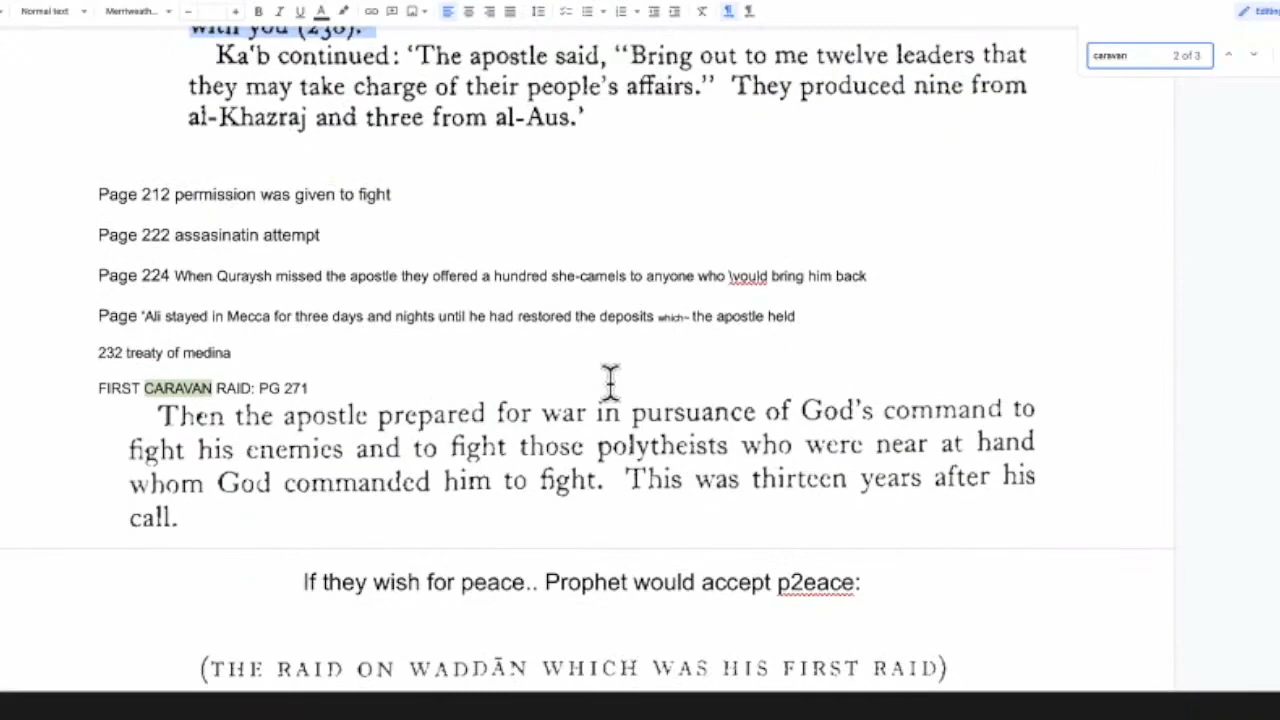 Normal text
Merriweath...
B I U A
Editing
caravan 2 of 3
with you (238).
Ka'b continued: 'The apostle said, "Bring out to me twelve leaders that
they may take charge of their people's affairs." They produced nine from
al-Khazraj and three from al-Aus.'
Page 212 permission was given to fight
Page 222 assasinatin attempt
Page 224 When Quraysh missed the apostle they offered a hundred she-camels to anyone who \vould bring him back
Page 'Ali stayed in Mecca for three days and nights until he had restored the deposits which~ the apostle held
232 treaty of medina
FIRST CARAVAN RAID: PG 271
Then the apostle prepared for war in pursuance of God's command to
fight his enemies and to fight those polytheists who were near at hand
whom God commanded him to fight. This was thirteen years after his
call.
If they wish for peace.. Prophet would accept p2eace:
(THE RAID ON WADDĀN WHICH WAS HIS FIRST RAID)